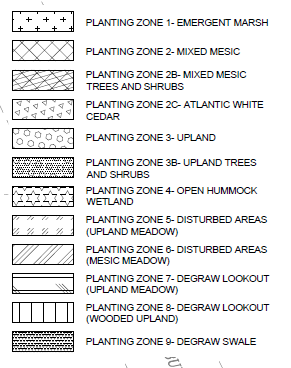 PLANTING ZONE 1- EMERGENT MARSH
PLANTING ZONE 2- MIXED MESIC
PLANTING ZONE 2B- MIXED MESIC
TREES AND SHRUBS
PLANTING ZONE 2C- ATLANTIC WHITE
CEDAR
PLANTING ZONE 3- UPLAND
PLANTING ZONE 3B- UPLAND TREES
AND SHRUBS
PLANTING ZONE 4- OPEN HUMMOCK
WETLAND
PLANTING ZONE 5- DISTURBED AREAS
(UPLAND MEADOW)
PLANTING ZONE 6- DISTURBED AREAS
(MESIC MEADOW)
PLANTING ZONE 7- DEGRAW LOOKOUT
(UPLAND MEADOW)
PLANTING ZONE 8- DEGRAW LOOKOUT
(WOODED UPLAND)
PLANTING ZONE 9- DEGRAW SWALE